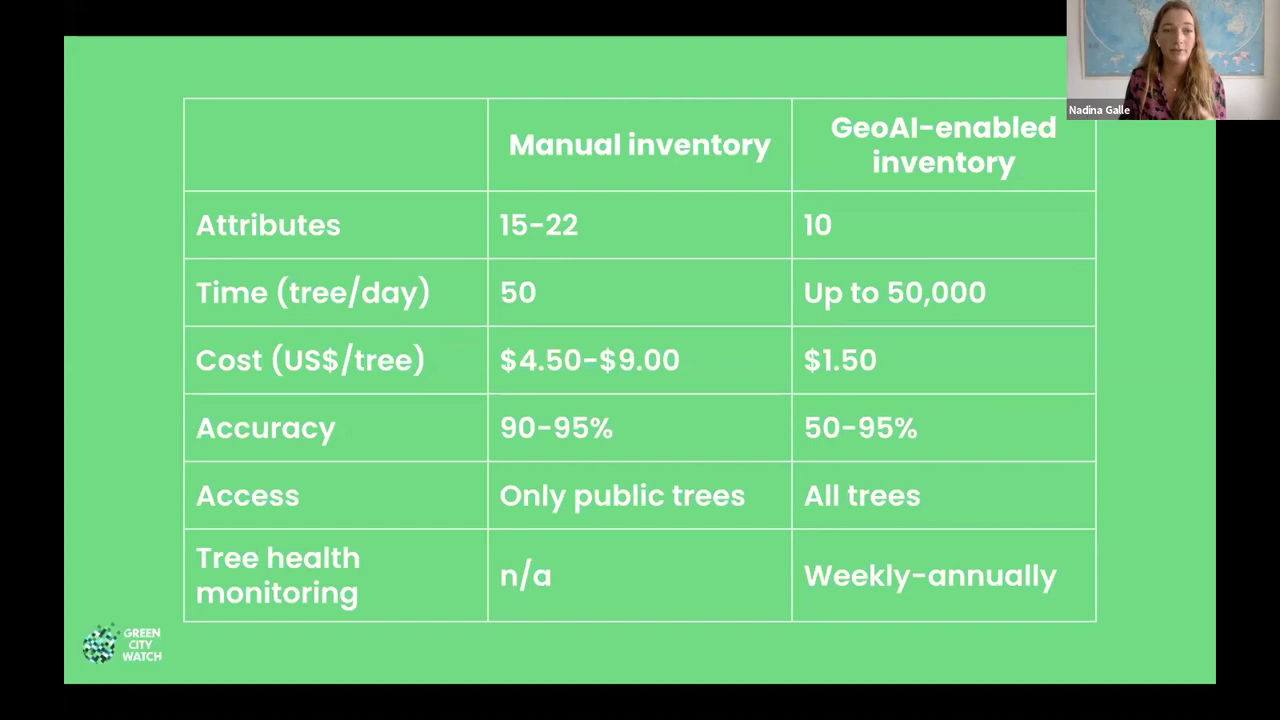 Nadina Galle
Manual inventory
GeoAI-enabled
inventory
Attributes
15-22
10
Time (tree/day)
50
Up to 50,000
Cost (US$/tree)
$4.50-$9.00
$1.50
Accuracy
90-95%
50-95%
Access
Only public trees
All trees
Tree health
monitoring
n/a
Weekly-annually
GREEN
CITY
WATCH